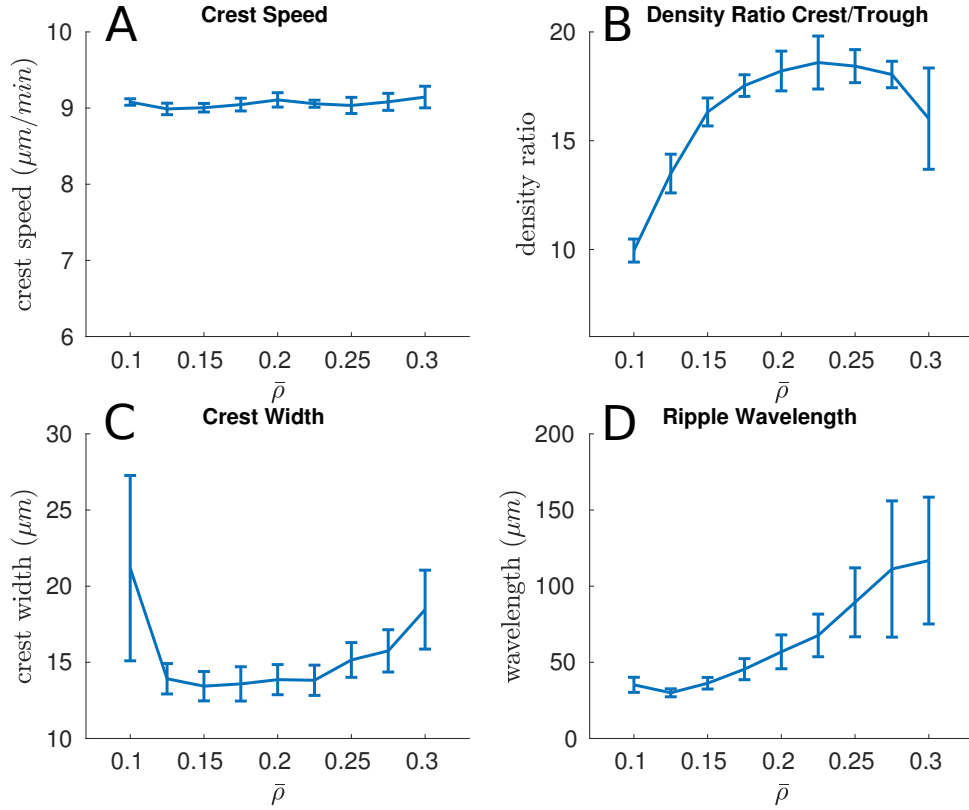 A
Crest Speed
crest speed (μm/min)
10
9
8
7
6
0.1 0.15 0.2 0.25 0.3
ρ̄
B
Density Ratio Crest/Trough
density ratio
20
15
10
0.1 0.15 0.2 0.25 0.3
ρ̄
C
Crest Width
crest width (μm)
30
25
20
15
10
0.1 0.15 0.2 0.25 0.3
ρ̄
D
Ripple Wavelength
wavelength (μm)
200
150
100
50
0
0.1 0.15 0.2 0.25 0.3
ρ̄